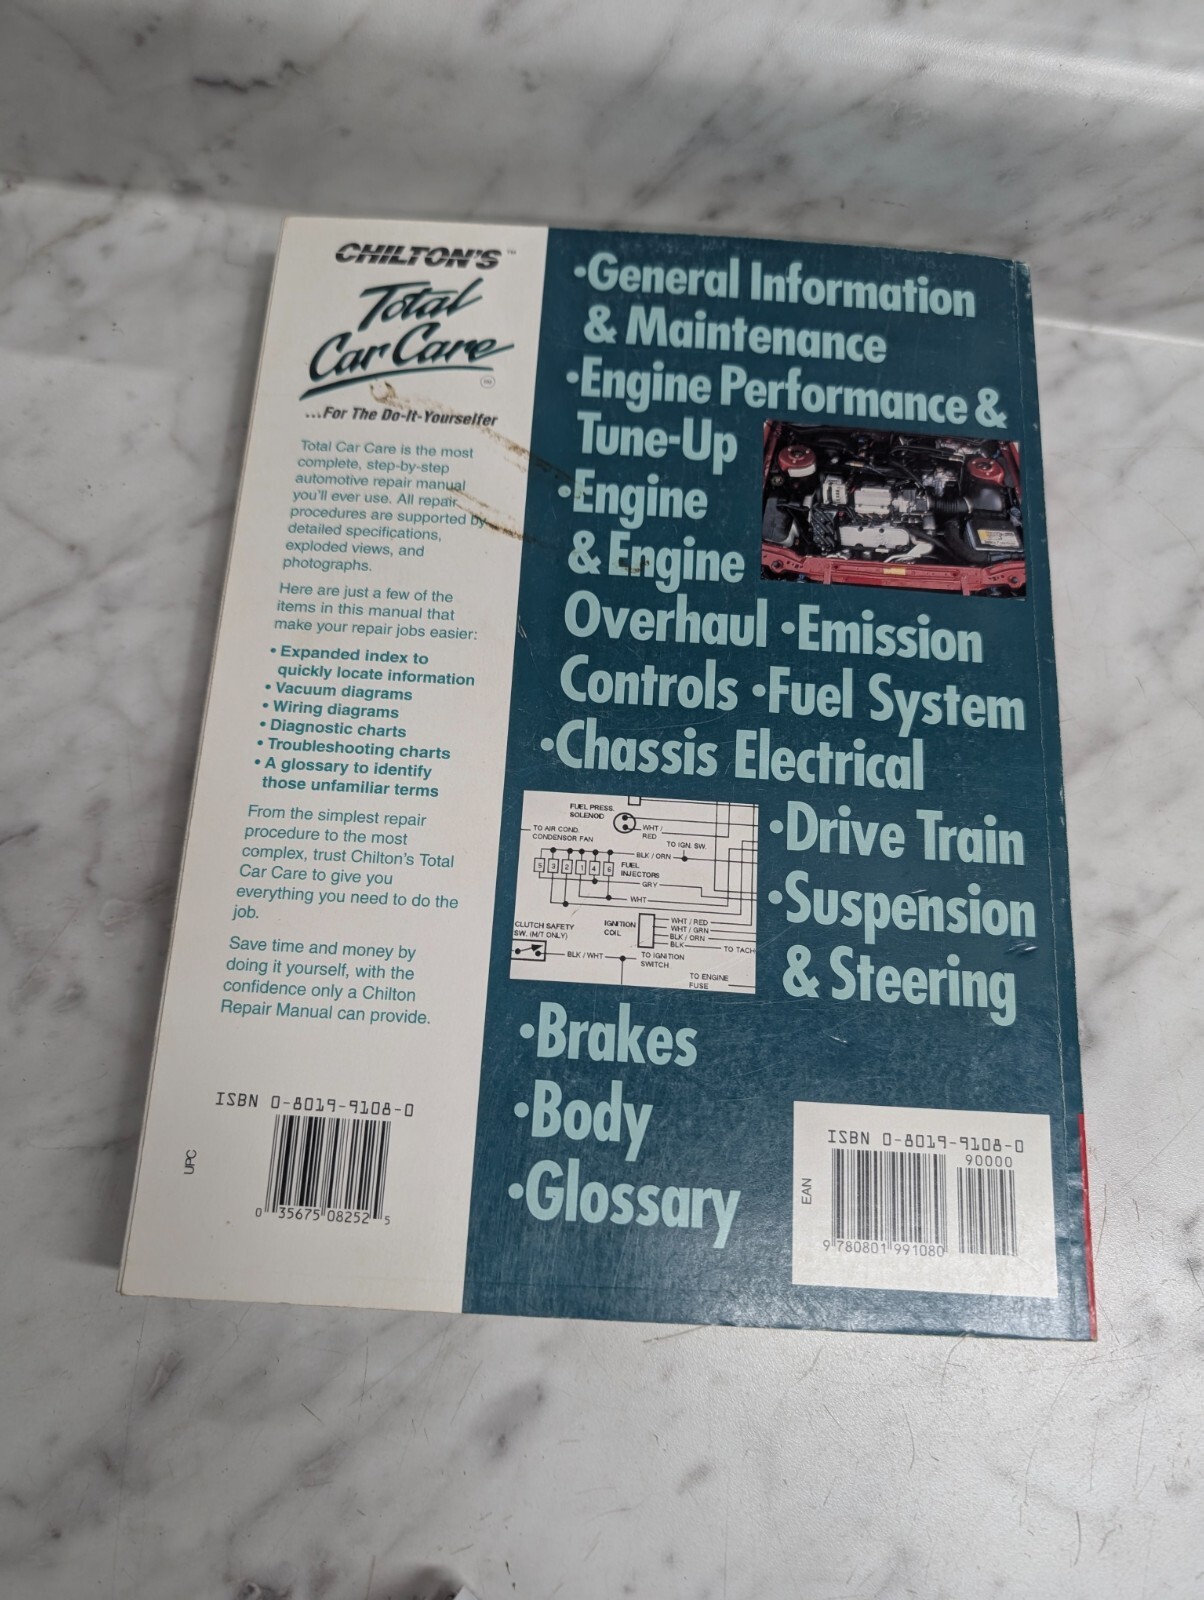 CHILTON'S™
Total
Car Care
SM
...For The Do-It-Yourselfer
Total Car Care is the most
complete, step-by-step
automotive repair manual
you'll ever use. All repair
procedures are supported by
detailed specifications,
exploded views, and
photographs.
Here are just a few of the
items in this manual that
make your repair jobs easier:
• Expanded index to
quickly locate information
• Vacuum diagrams
• Wiring diagrams
• Diagnostic charts
• Troubleshooting charts
• A glossary to identify
those unfamiliar terms
From the simplest repair
procedure to the most
complex, trust Chilton's Total
Car Care to give you
everything you need to do the
job.
Save time and money by
doing it yourself, with the
confidence only a Chilton
Repair Manual can provide.
ISBN 0-8019-9108-0
UPC
0 35675 08252 5
•General Information
& Maintenance
•Engine Performance &
Tune-Up
•Engine
& Engine
Overhaul •Emission
Controls •Fuel System
•Chassis Electrical
FUEL PRESS.
SOLENOID
WHT /
RED
TO AIR COND.
CONDENSOR FAN
TO IGN. SW.
BLK / ORN
5 3 2 1 4 6
FUEL
INJECTORS
GRY
WHT
CLUTCH SAFETY
SW. (M/T ONLY)
IGNITION
COIL
WHT / RED
WHT / GRN
BLK / ORN
BLK
TO TACH
BLK / WHT
TO IGNITION
SWITCH
TO ENGINE
FUSE
•Drive Train
•Suspension
& Steering
•Brakes
•Body
•Glossary
ISBN 0-8019-9108-0
90000
EAN
9 780801 991080